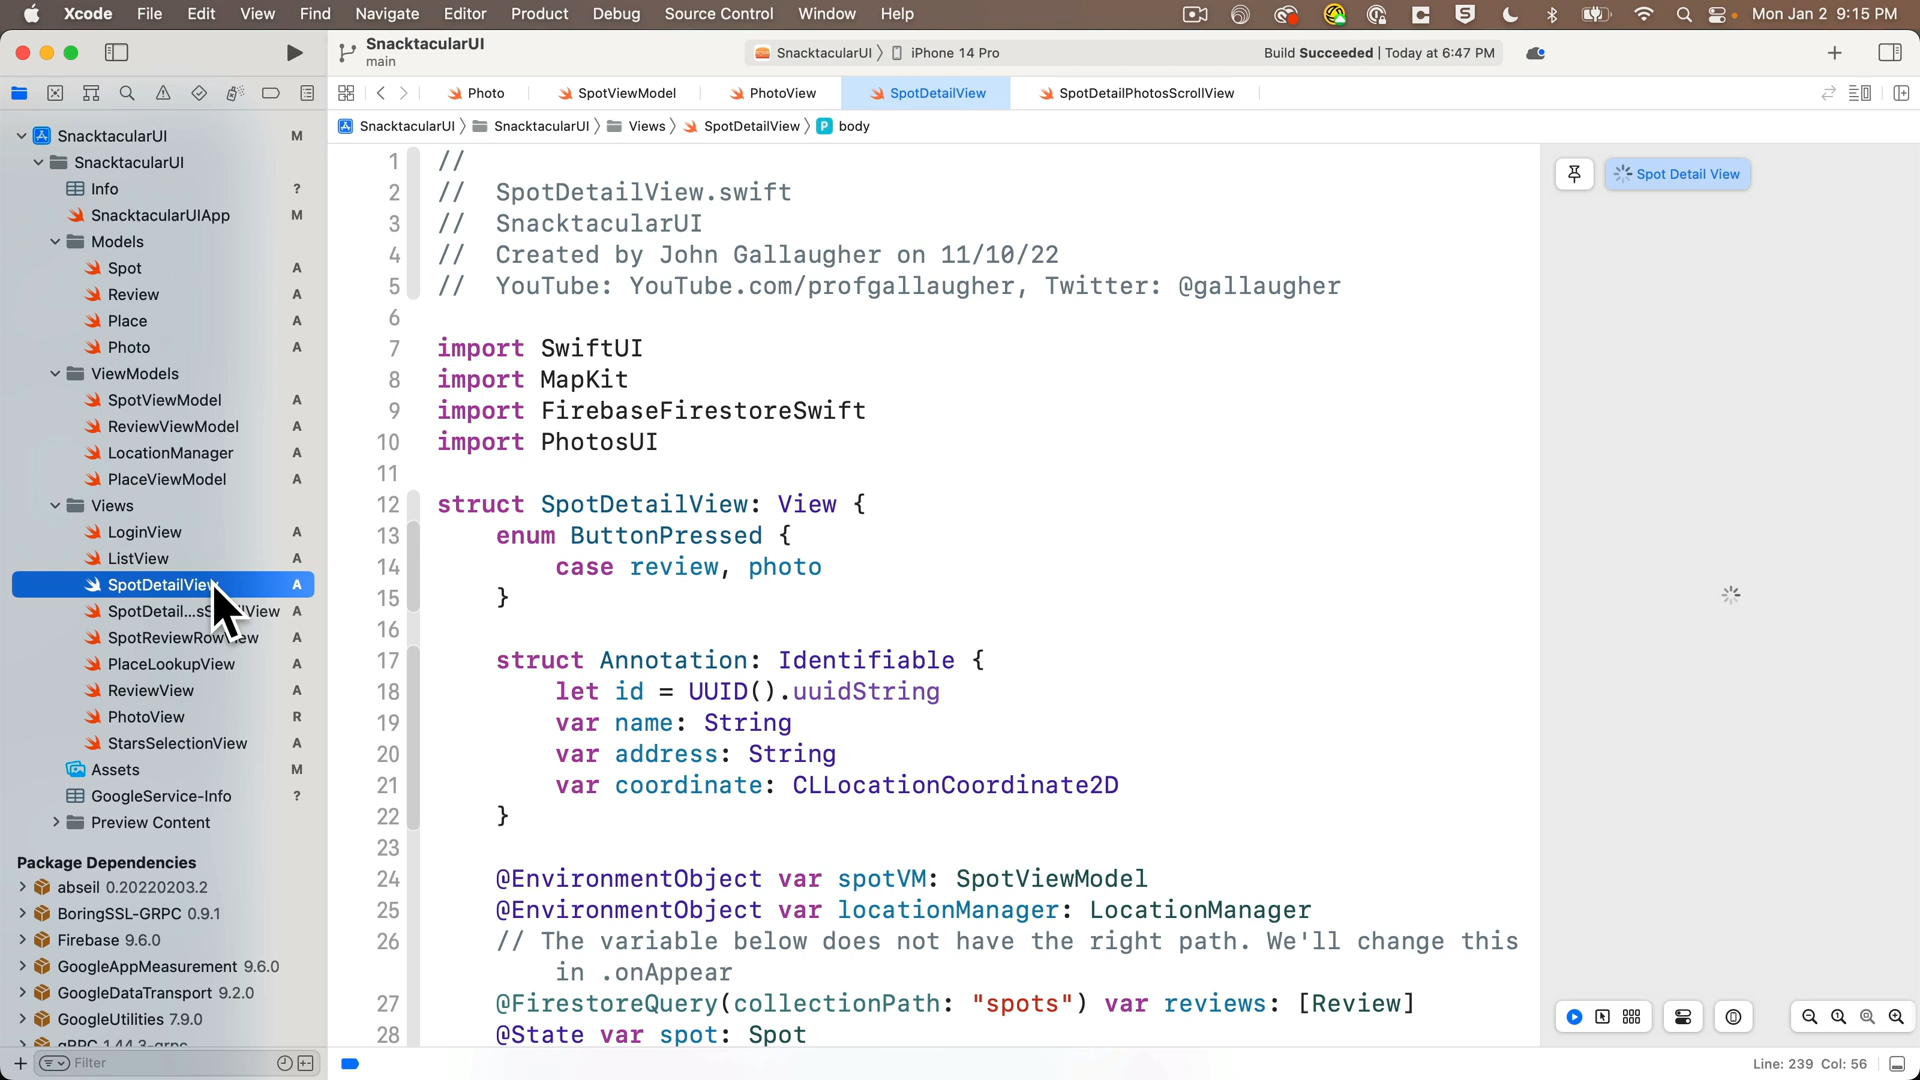 Xcode File Edit View Find Navigate Editor Product Debug Source Control Window Help Mon Jan 2 9:15 PM
SnacktacularUI
main
SnacktacularUI 〉 iPhone 14 Pro
Build Succeeded | Today at 6:47 PM
Photo SpotViewModel PhotoView SpotDetailView SpotDetailPhotosScrollView
SnacktacularUI 〉 SnacktacularUI 〉 Views 〉 SpotDetailView 〉 P body
SnacktacularUI M
SnacktacularUI
Info ?
SnacktacularUIApp M
Models
Spot A
Review A
Place A
Photo A
ViewModels
SpotViewModel A
ReviewViewModel A
LocationManager A
PlaceViewModel A
Views
LoginView A
ListView A
SpotDetailView A
SpotDetail...View A
SpotReviewRowView A
PlaceLookupView A
ReviewView A
PhotoView R
StarsSelectionView A
Assets M
GoogleService-Info ?
Preview Content
Package Dependencies
abseil 0.20220203.2
BoringSSL-GRPC 0.9.1
Firebase 9.6.0
GoogleAppMeasurement 9.6.0
GoogleDataTransport 9.2.0
GoogleUtilities 7.9.0
gRPC 1.44.3-grpc
Filter
1 //
2 //  SpotDetailView.swift
3 //  SnacktacularUI
4 //  Created by John Gallaugher on 11/10/22
5 //  YouTube: YouTube.com/profgallaugher, Twitter: @gallaugher
6
7 import SwiftUI
8 import MapKit
9 import FirebaseFirestoreSwift
10 import PhotosUI
11
12 struct SpotDetailView: View {
13     enum ButtonPressed {
14         case review, photo
15     }
16
17     struct Annotation: Identifiable {
18         let id = UUID().uuidString
19         var name: String
20         var address: String
21         var coordinate: CLLocationCoordinate2D
22     }
23
24     @EnvironmentObject var spotVM: SpotViewModel
25     @EnvironmentObject var locationManager: LocationManager
26     // The variable below does not have the right path. We'll change this
in .onAppear
27     @FirestoreQuery(collectionPath: "spots") var reviews: [Review]
28     @State var spot: Spot
Spot Detail View
Line: 239 Col: 56